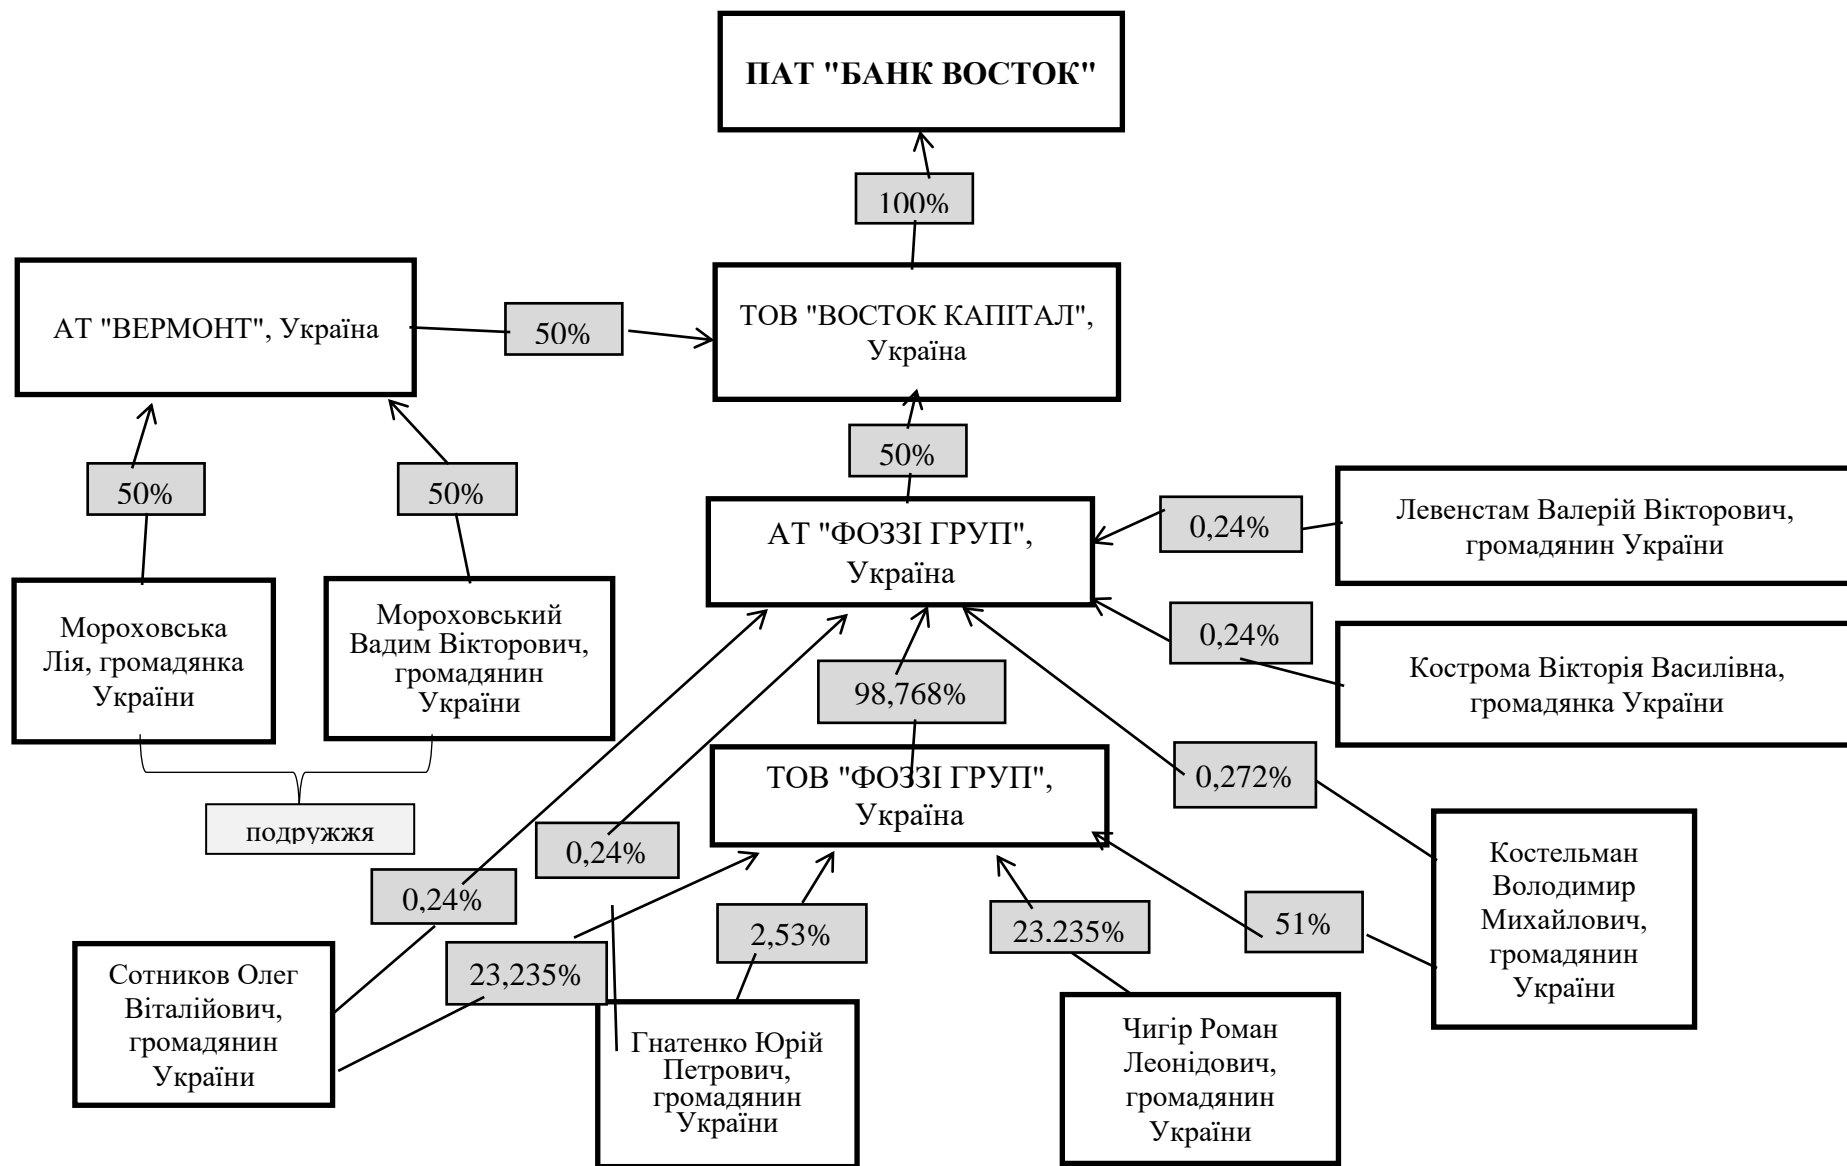 ПАТ "БАНК ВОСТОК"
100%
АТ "ВЕРМОНТ", Україна
50%
ТОВ "ВОСТОК КАПІТАЛ",
Україна
50%
50%
50%
АТ "ФОЗЗІ ГРУП",
Україна
0,24%
Левенстам Валерій Вікторович,
громадянин України
Мороховська
Лія, громадянка
України
Мороховський
Вадим Вікторович,
громадянин
України
0,24%
Кострома Вікторія Василівна,
громадянка України
98,768%
0,272%
ТОВ "ФОЗЗІ ГРУП",
Україна
подружжя
0,24%
0,24%
Костельман
Володимир
Михайлович,
громадянин
України
23,235%
2,53%
23,235%
51%
Сотников Олег
Віталійович,
громадянин
України
Гнатенко Юрій
Петрович,
громадянин
України
Чигір Роман
Леонідович,
громадянин
України